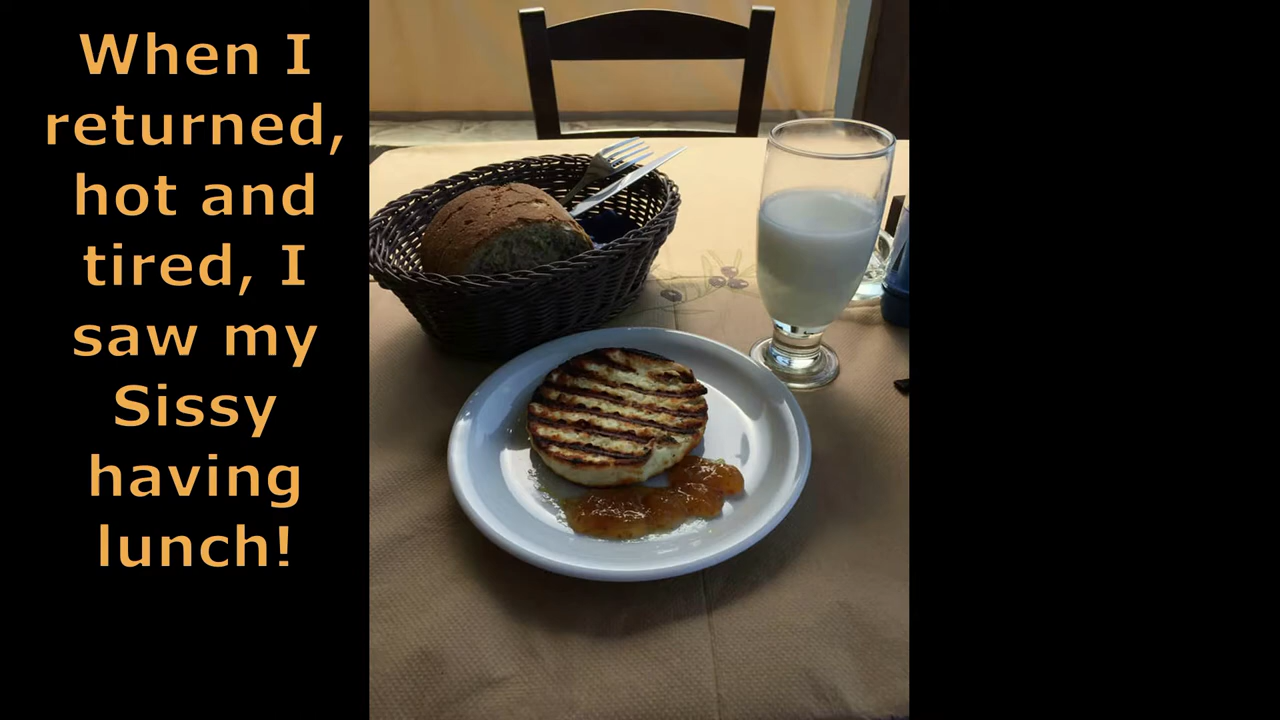 When I
returned,
hot and
tired, I
saw my
Sissy
having
lunch!